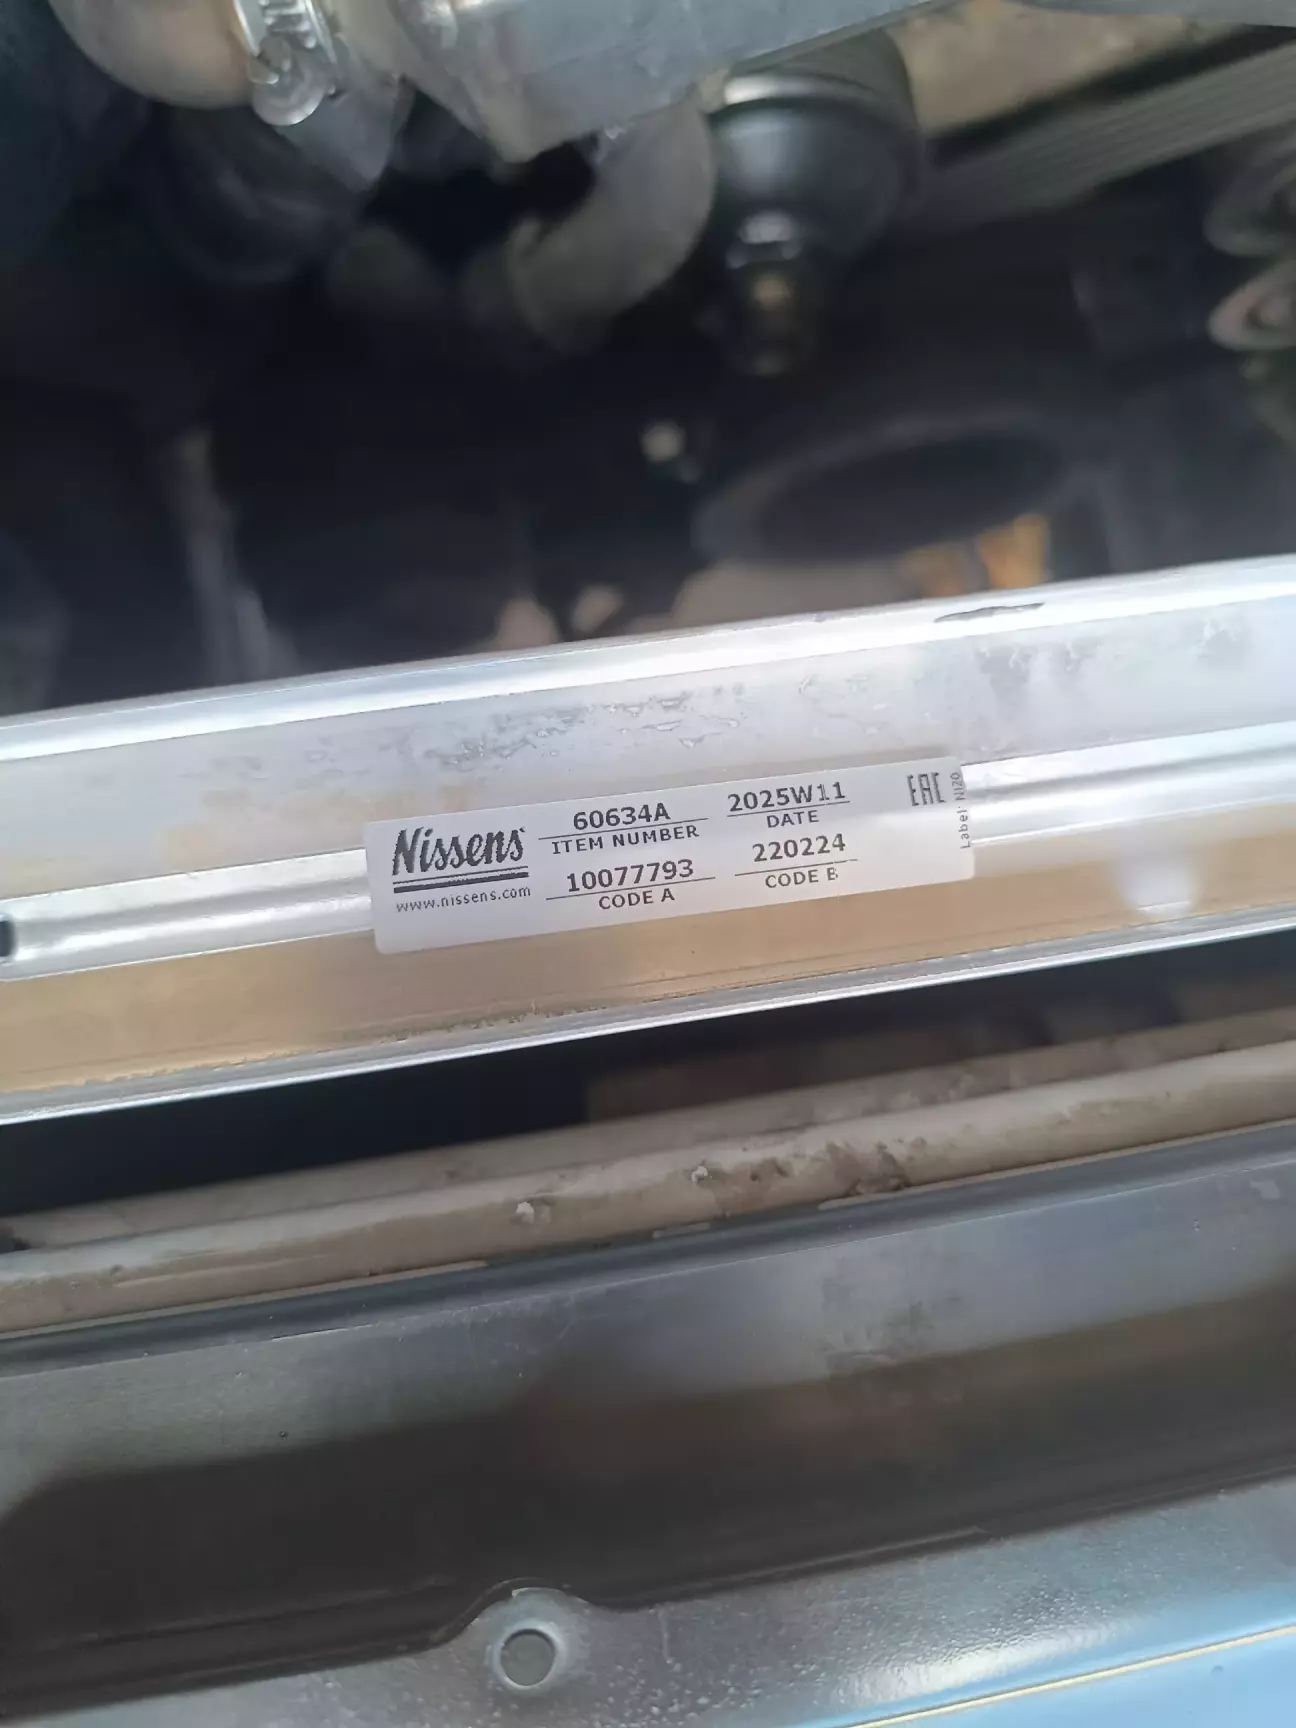 Nissens
www.nissens.com
60634A
ITEM NUMBER
10077793
CODE A
2025W11
DATE
220224
CODE B
EAC
Label: NI20